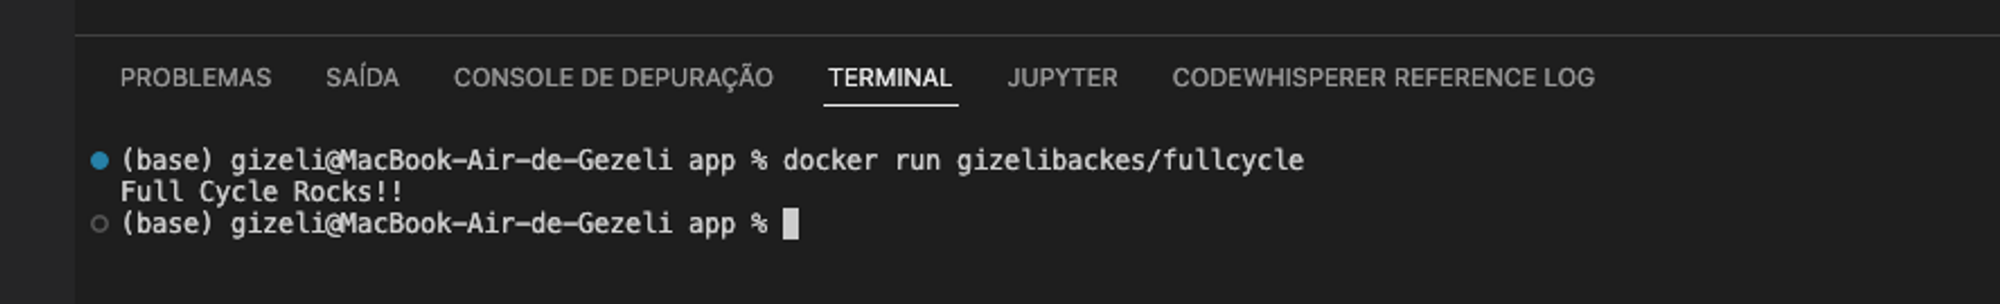 PROBLEMAS SAÍDA CONSOLE DE DEPURAÇÃO TERMINAL JUPYTER CODEWHISPERER REFERENCE LOG
(base) gizeli@MacBook-Air-de-Gezeli app % docker run gizelibackes/fullcycle
Full Cycle Rocks!!
(base) gizeli@MacBook-Air-de-Gezeli app %